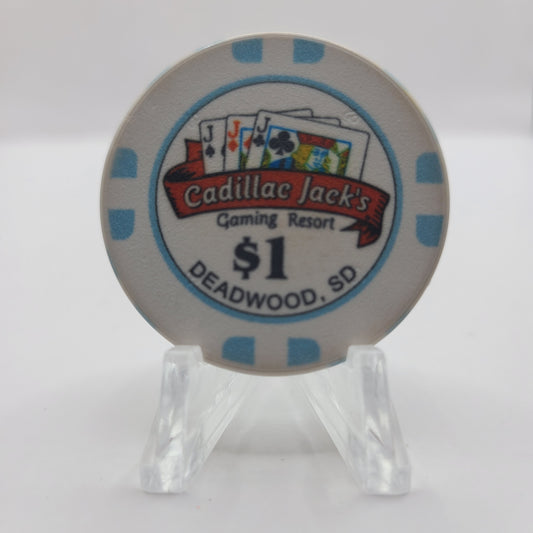 J J J
Cadillac Jack's
Gaming Resort
$1
DEADWOOD, SD